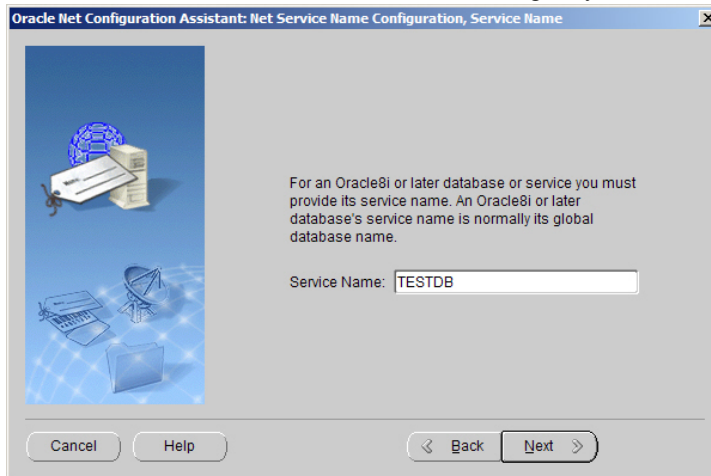 Oracle Net Configuration Assistant: Net Service Name Configuration, Service Name
For an Oracle8i or later database or service you must
provide its service name. An Oracle8i or later
database's service name is normally its global
database name.
Service Name: TESTDB
Cancel Help Back Next